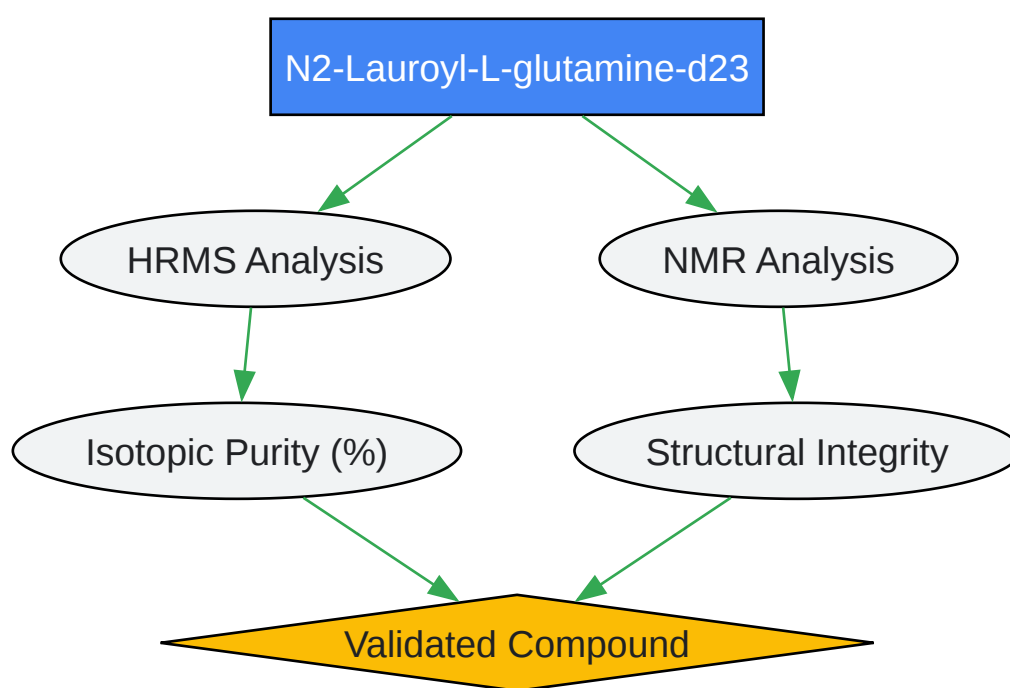 N2-Lauroyl-L-glutamine-d23
HRMS Analysis
NMR Analysis
Isotopic Purity (%)
Structural Integrity
Validated Compound